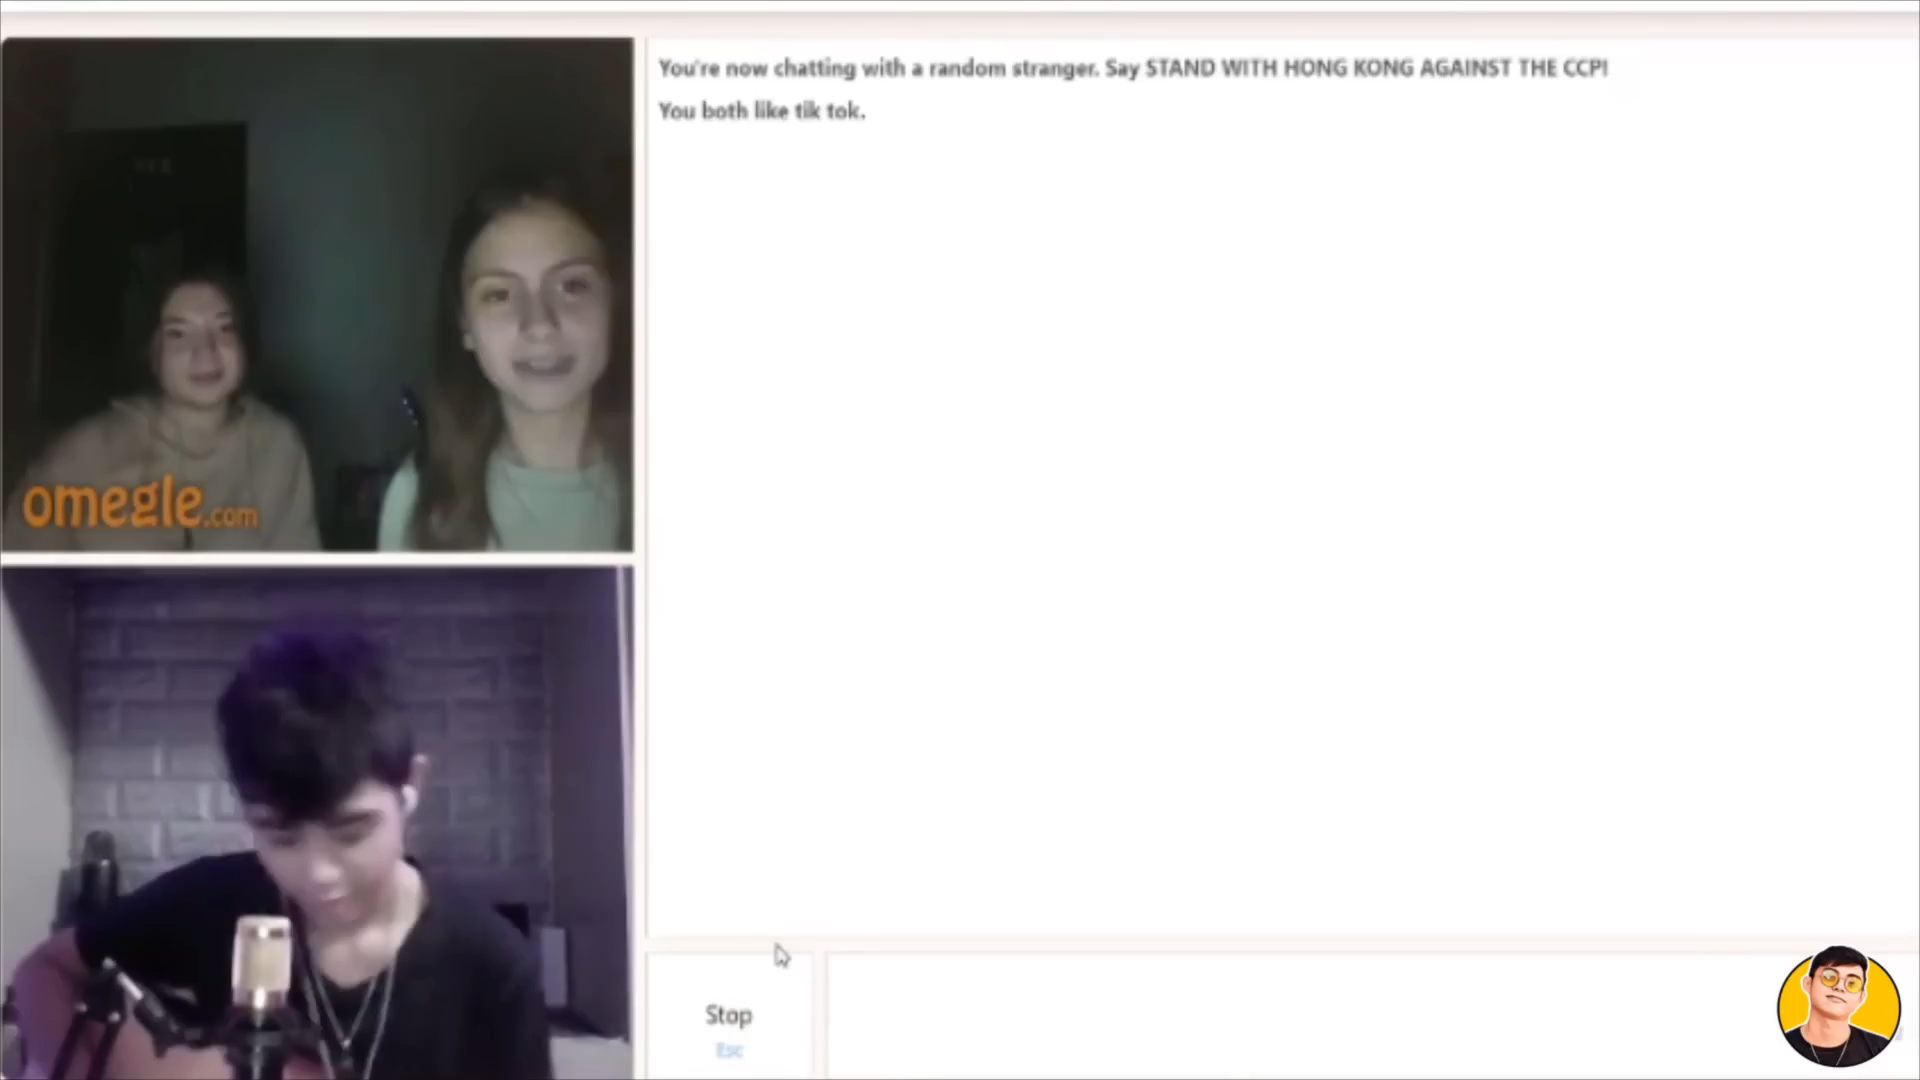 You're now chatting with a random stranger. Say STAND WITH HONG KONG AGAINST THE CCP!
You both like tik tok.
omegle.com
Stop
Esc